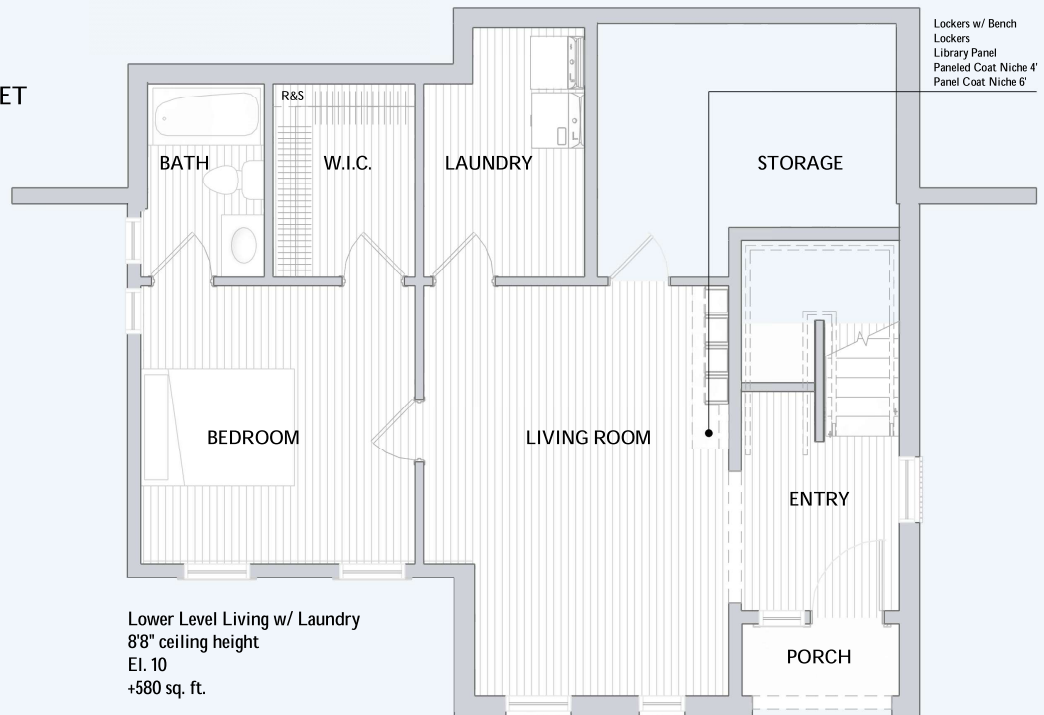 Lockers w/ Bench
Lockers
Library Panel
Paneled Coat Niche 4'
Panel Coat Niche 6'
ET
R&S
BATH
W.I.C.
LAUNDRY
STORAGE
BEDROOM
LIVING ROOM
ENTRY
PORCH
Lower Level Living w/ Laundry
8'8" ceiling height
El. 10
+580 sq. ft.